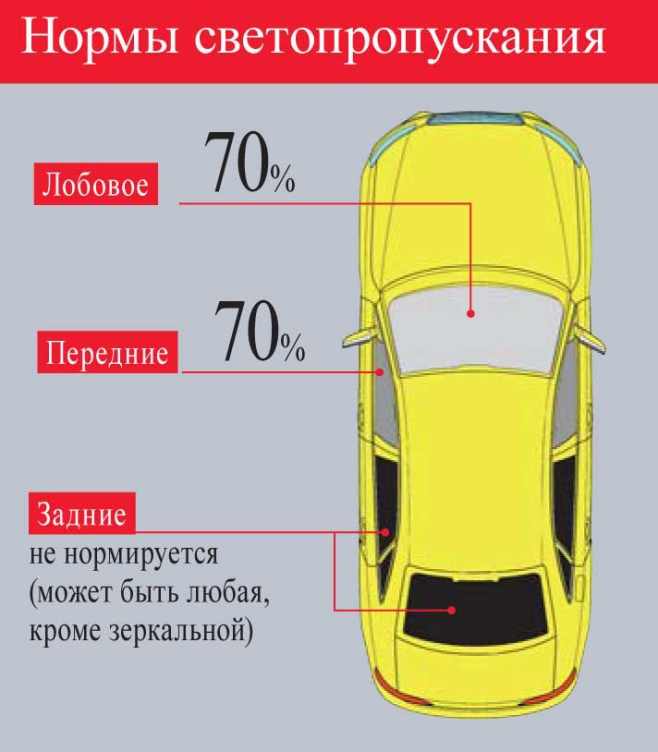 Нормы светопропускания
Лобовое
70%
Передние
70%
Задние
не нормируется
(может быть любая,
кроме зеркальной)